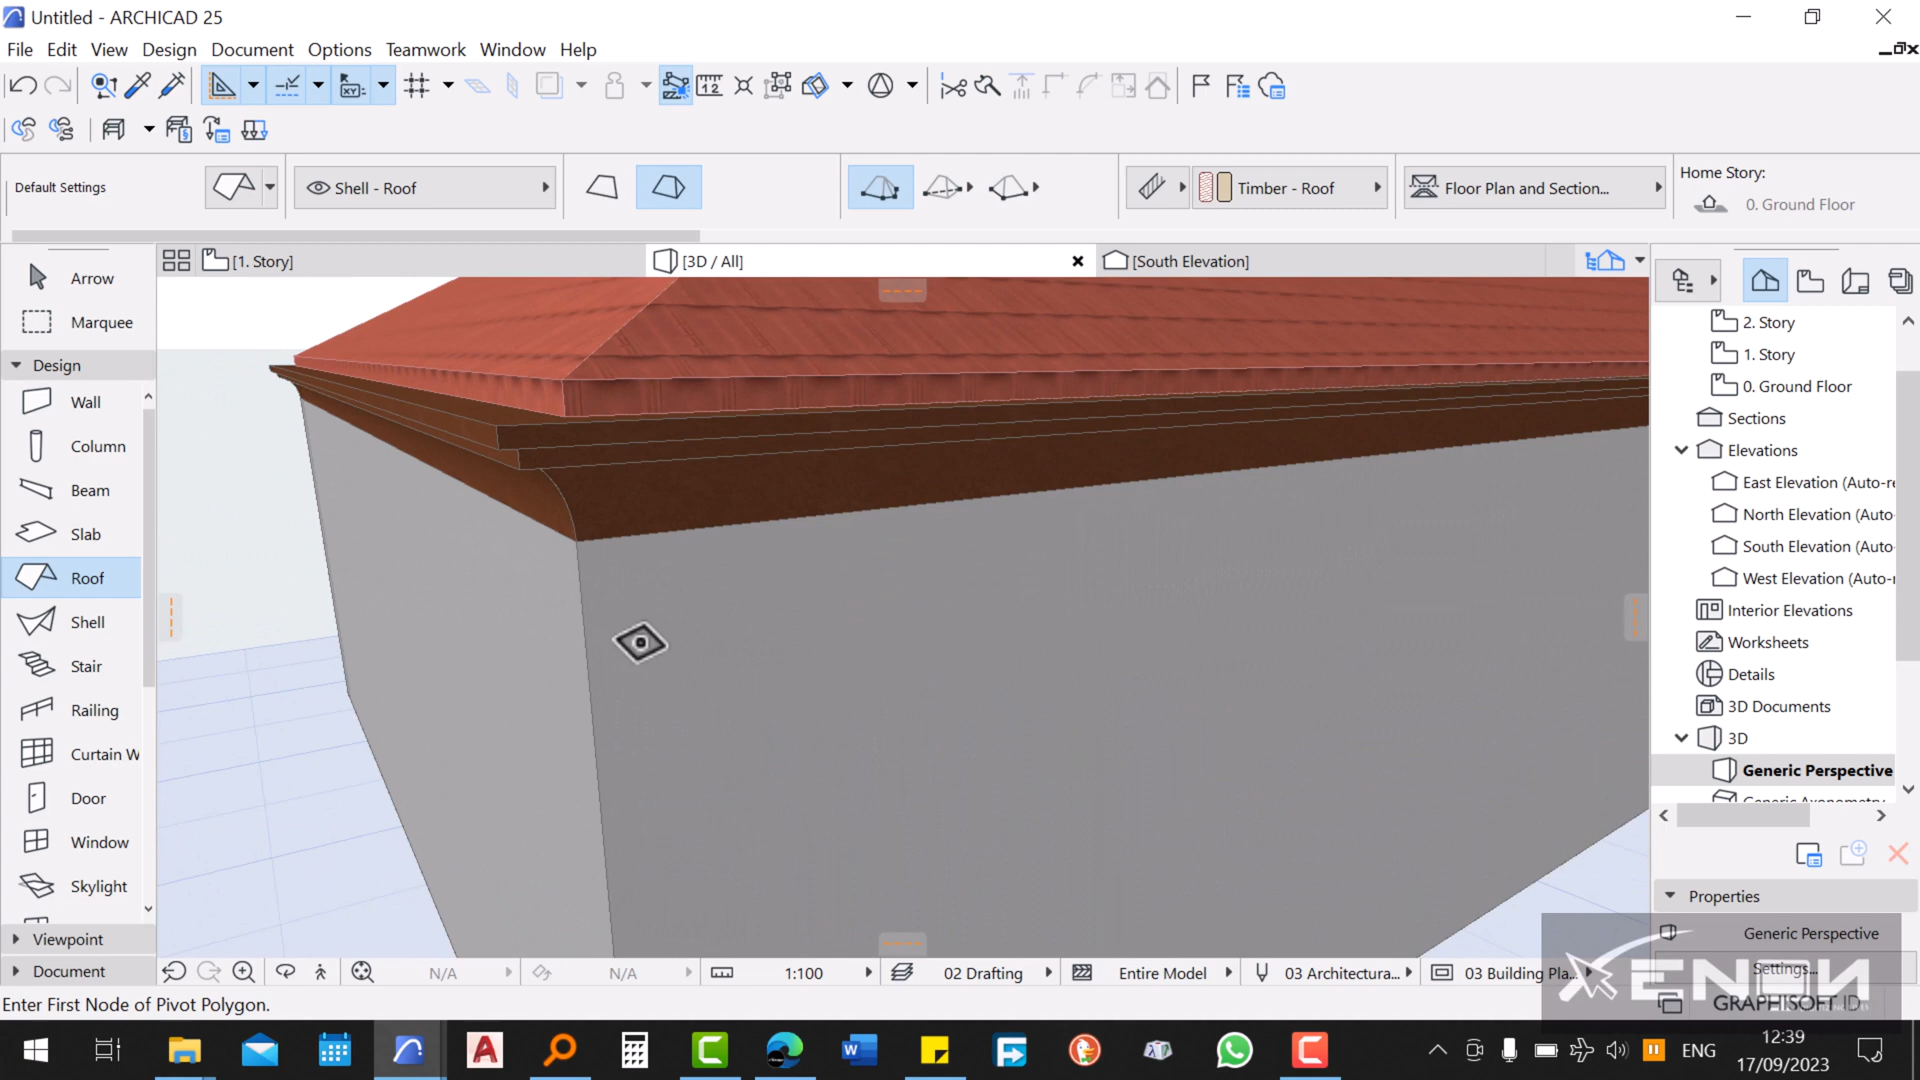 Untitled - ARCHICAD 25
File Edit View Design Document Options Teamwork Window Help
Default Settings
Shell - Roof
Timber - Roof
Floor Plan and Section...
Home Story:
0. Ground Floor
[1. Story]
[3D / All]
[South Elevation]
Arrow
Marquee
Design
Wall
Column
Beam
Slab
Roof
Shell
Stair
Railing
Curtain W
Door
Window
Skylight
Viewpoint
Document
2. Story
1. Story
0. Ground Floor
Sections
Elevations
East Elevation (Auto-re
North Elevation (Auto
South Elevation (Auto
West Elevation (Auto-r
Interior Elevations
Worksheets
Details
3D Documents
3D
Generic Perspective
Generic Axonometry
Properties
Generic Perspective
Settings...
XENON
GRAPHISOFT ID
N/A
N/A
1:100
02 Drafting
Entire Model
03 Architectura...
03 Building Pla...
Enter First Node of Pivot Polygon.
ENG
12:39
17/09/2023